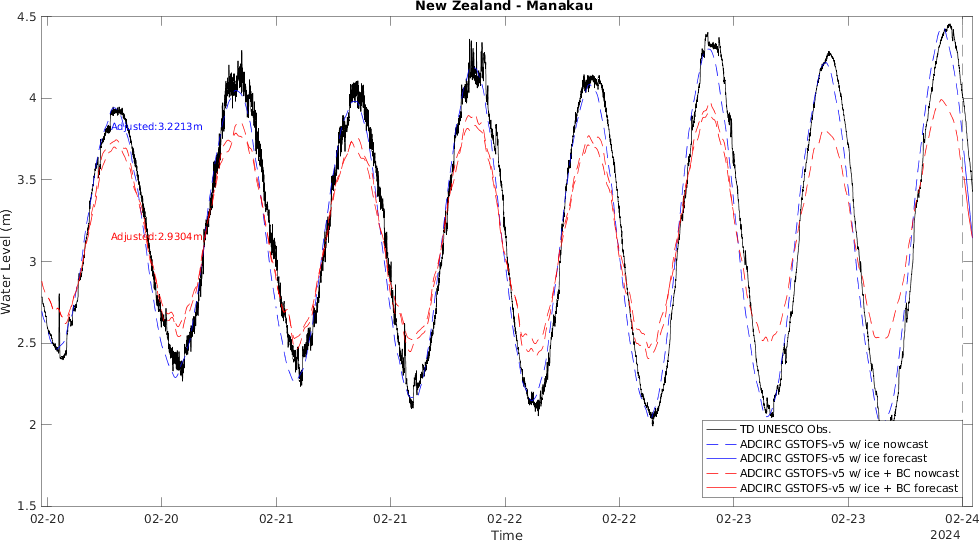 New Zealand - Manakau
4.5
4
3.5
3
2.5
2
1.5
Water Level (m)
Adjusted:3.2213m
Adjusted:2.9304m
TD UNESCO Obs.
ADCIRC GSTOFS-v5 w/ ice nowcast
ADCIRC GSTOFS-v5 w/ ice forecast
ADCIRC GSTOFS-v5 w/ ice + BC nowcast
ADCIRC GSTOFS-v5 w/ ice + BC forecast
02-20 02-20 02-21 02-21 02-22 02-22 02-23 02-23 02-24
Time
2024